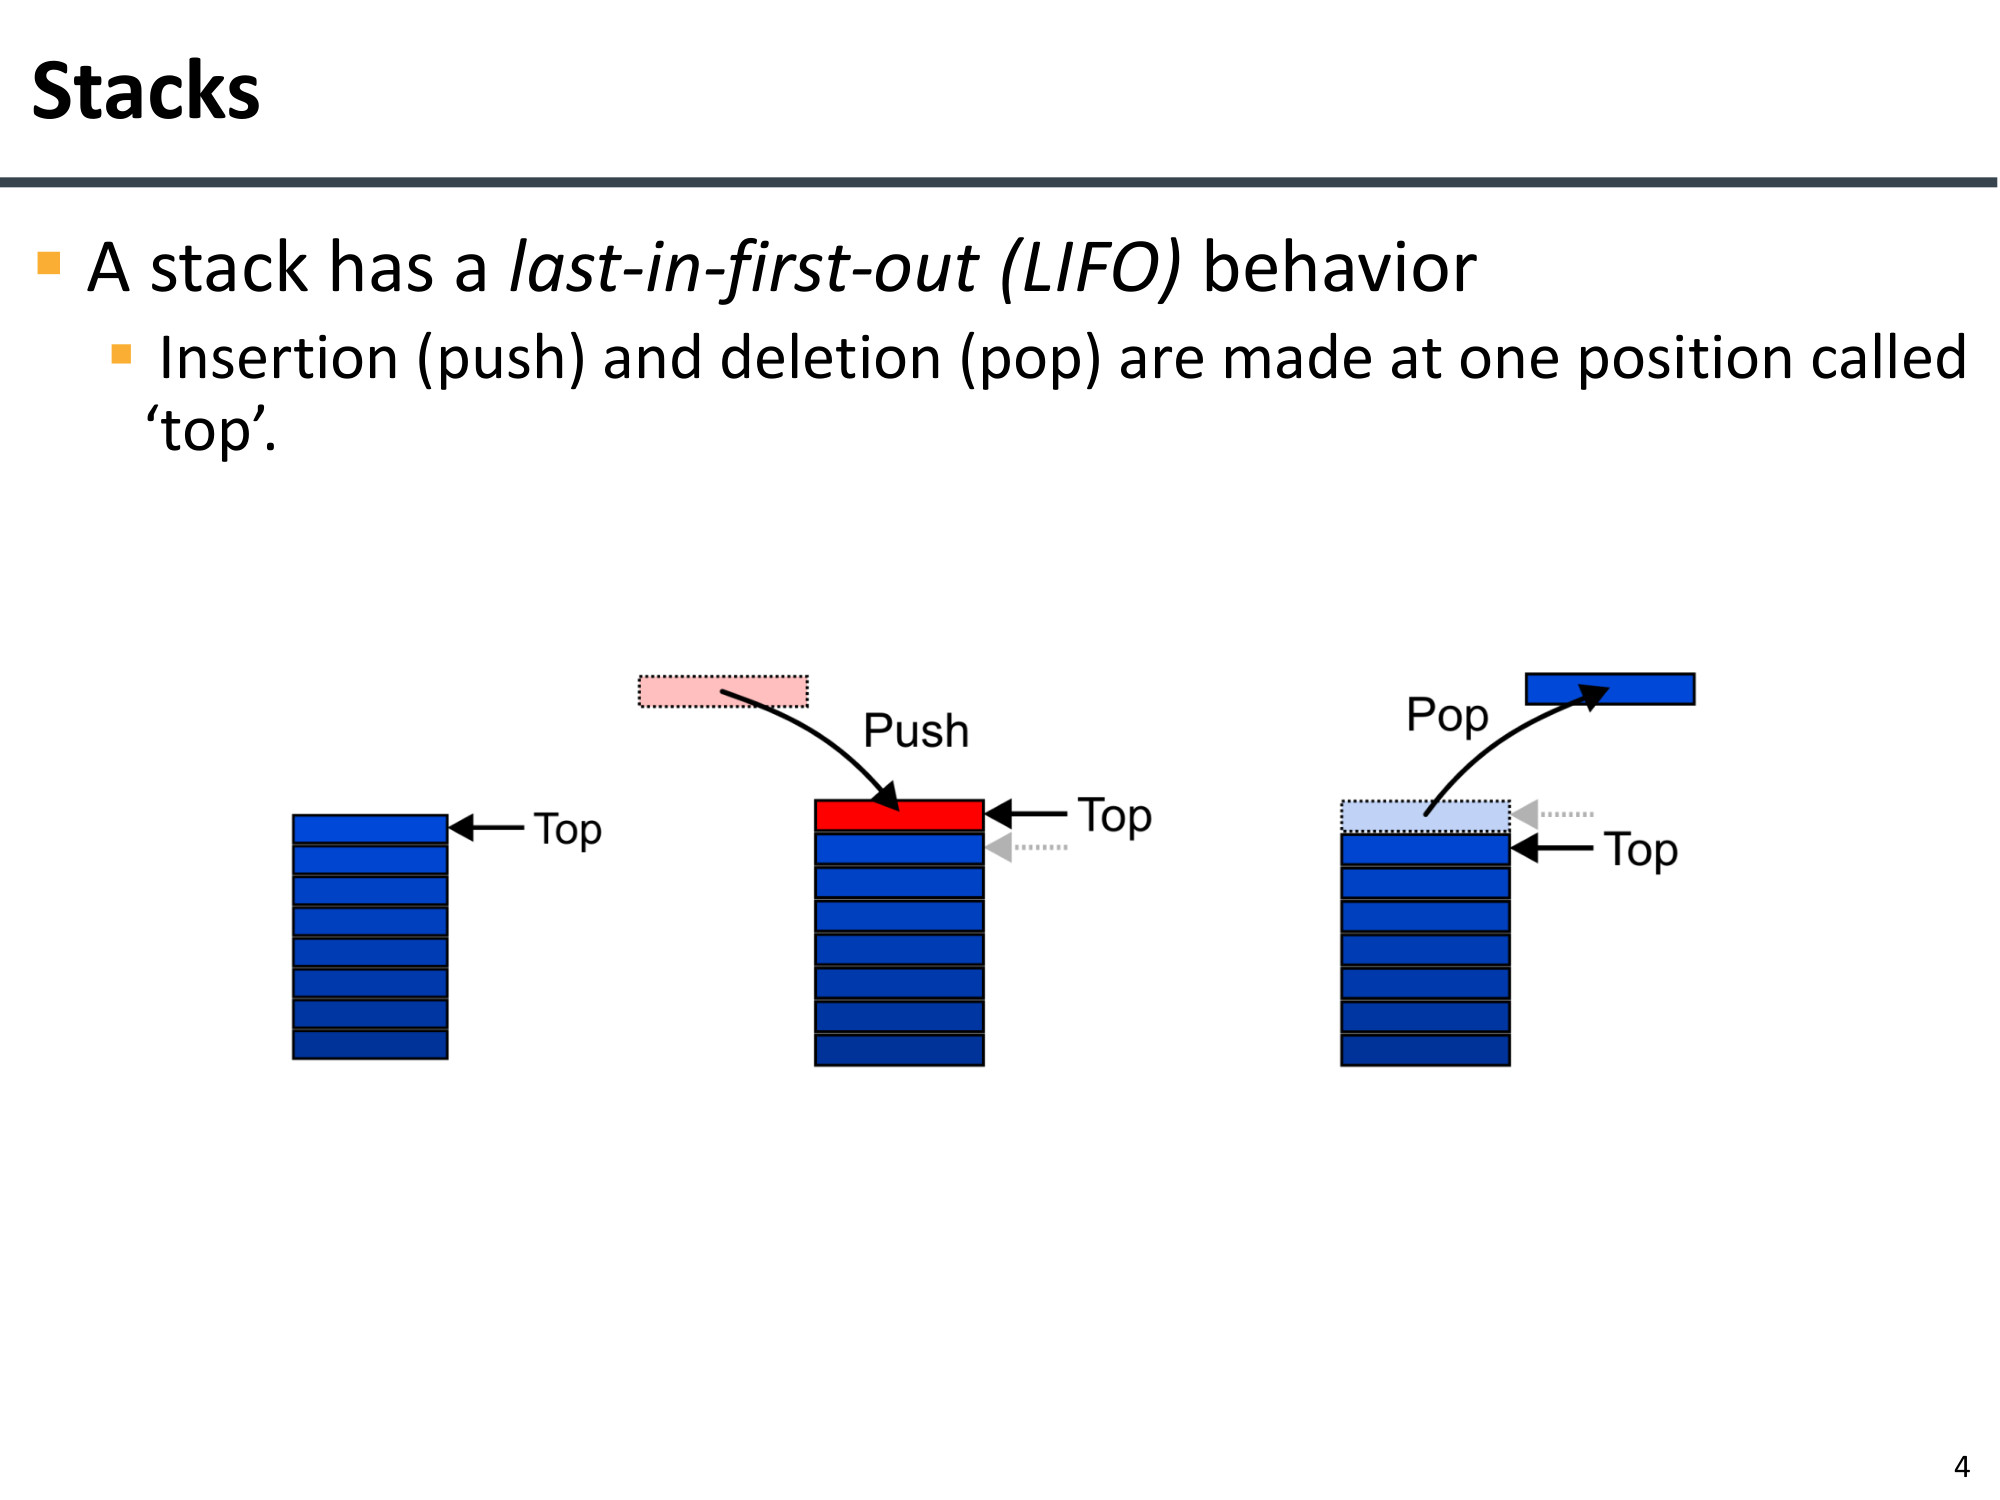 Stacks
A stack has a last-in-first-out (LIFO) behavior
Insertion (push) and deletion (pop) are made at one position called
‘top’.
Push
Pop
Top
Top
Top
4